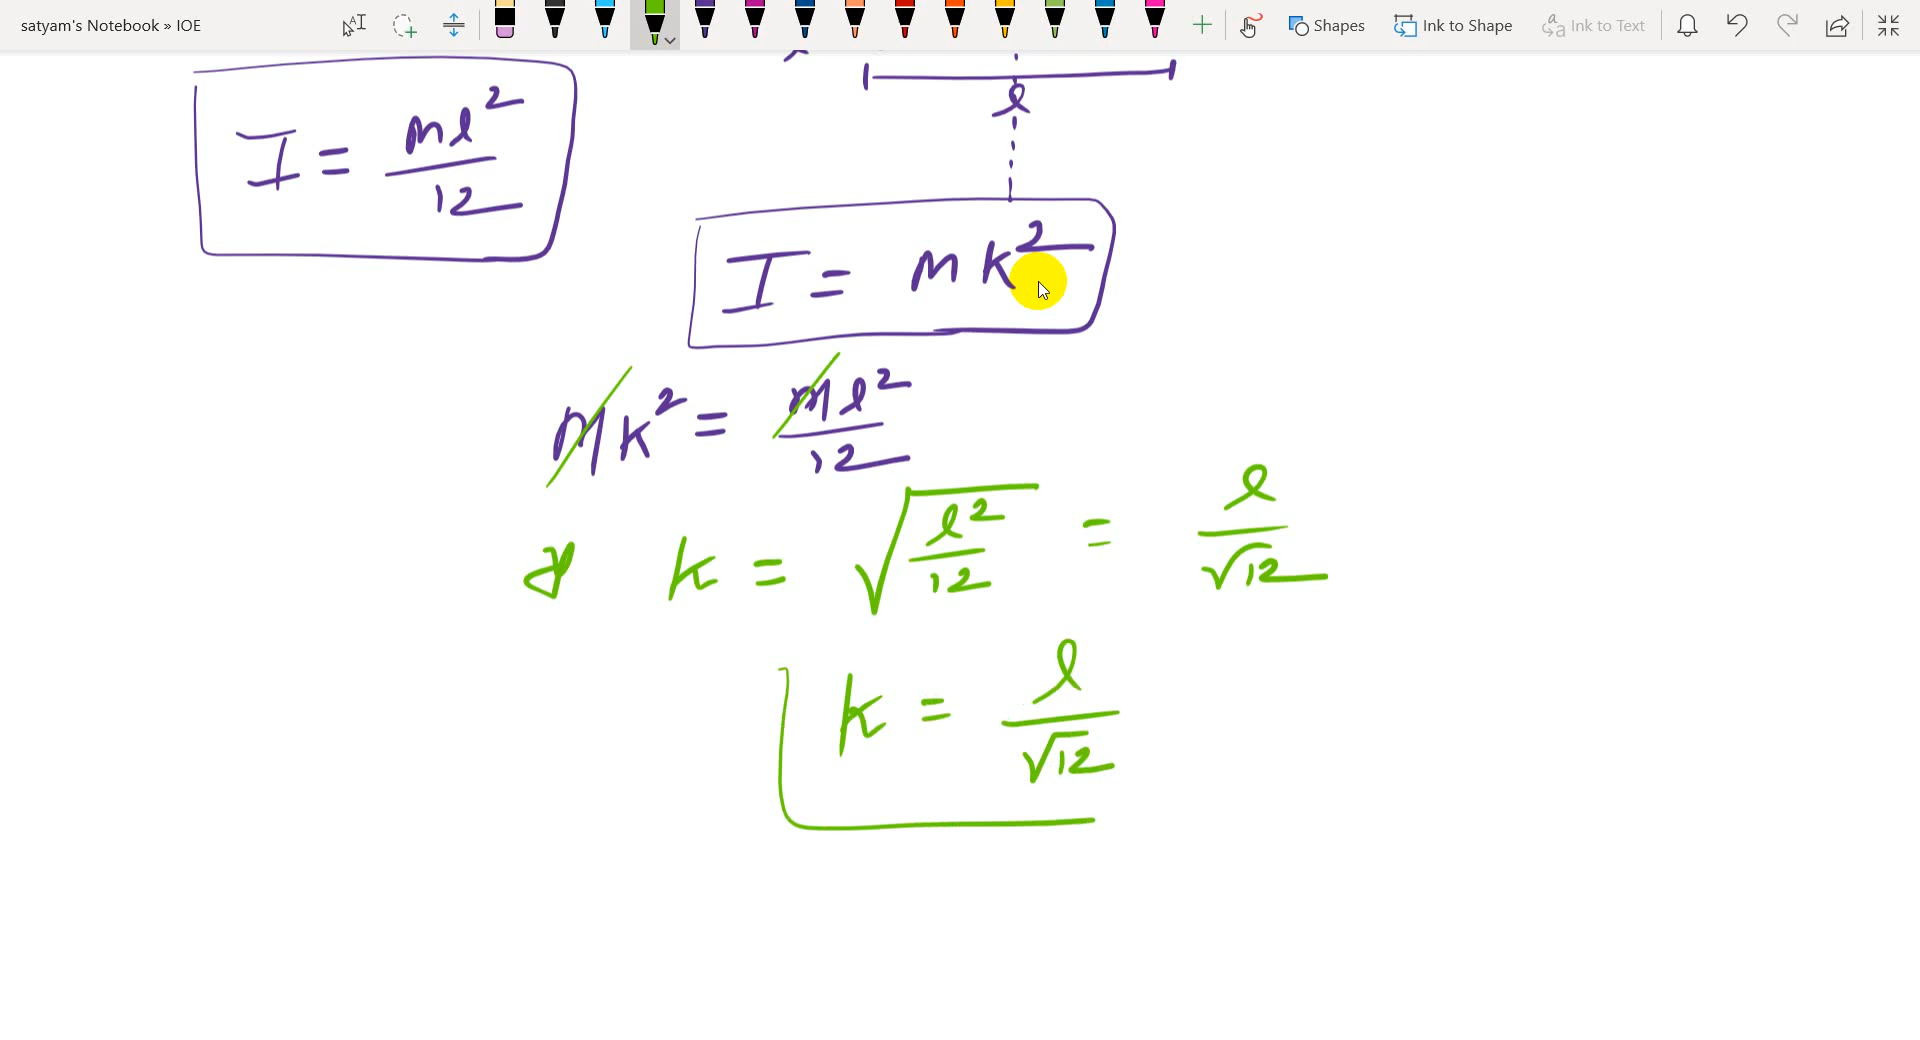 satyam's Notebook » IOE
Shapes
Ink to Shape
Ink to Text
l
I = ml²/12
I = mk²
mk² = ml²/12
k = √(l²/12) = l/√12
k = l/√12